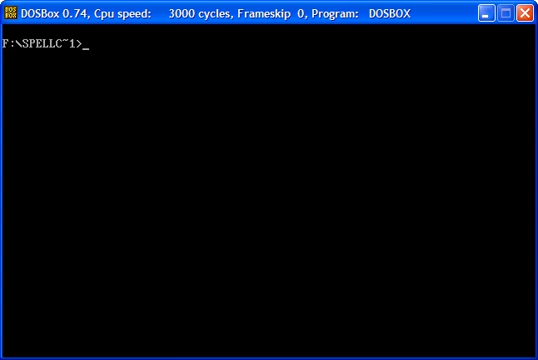 DOSBox 0.74, Cpu speed:    3000 cycles, Frameskip  0, Program:   DOSBOX
F:\SPELLC~1>_